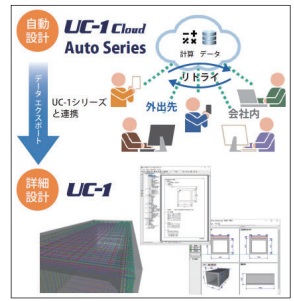 自動
設計
UC-1 Cloud
Auto Series
計算 データ
リドライ
データエクスポート
UC-1シリーズ
と連携
外出先
会社内
詳細
設計
UC-1